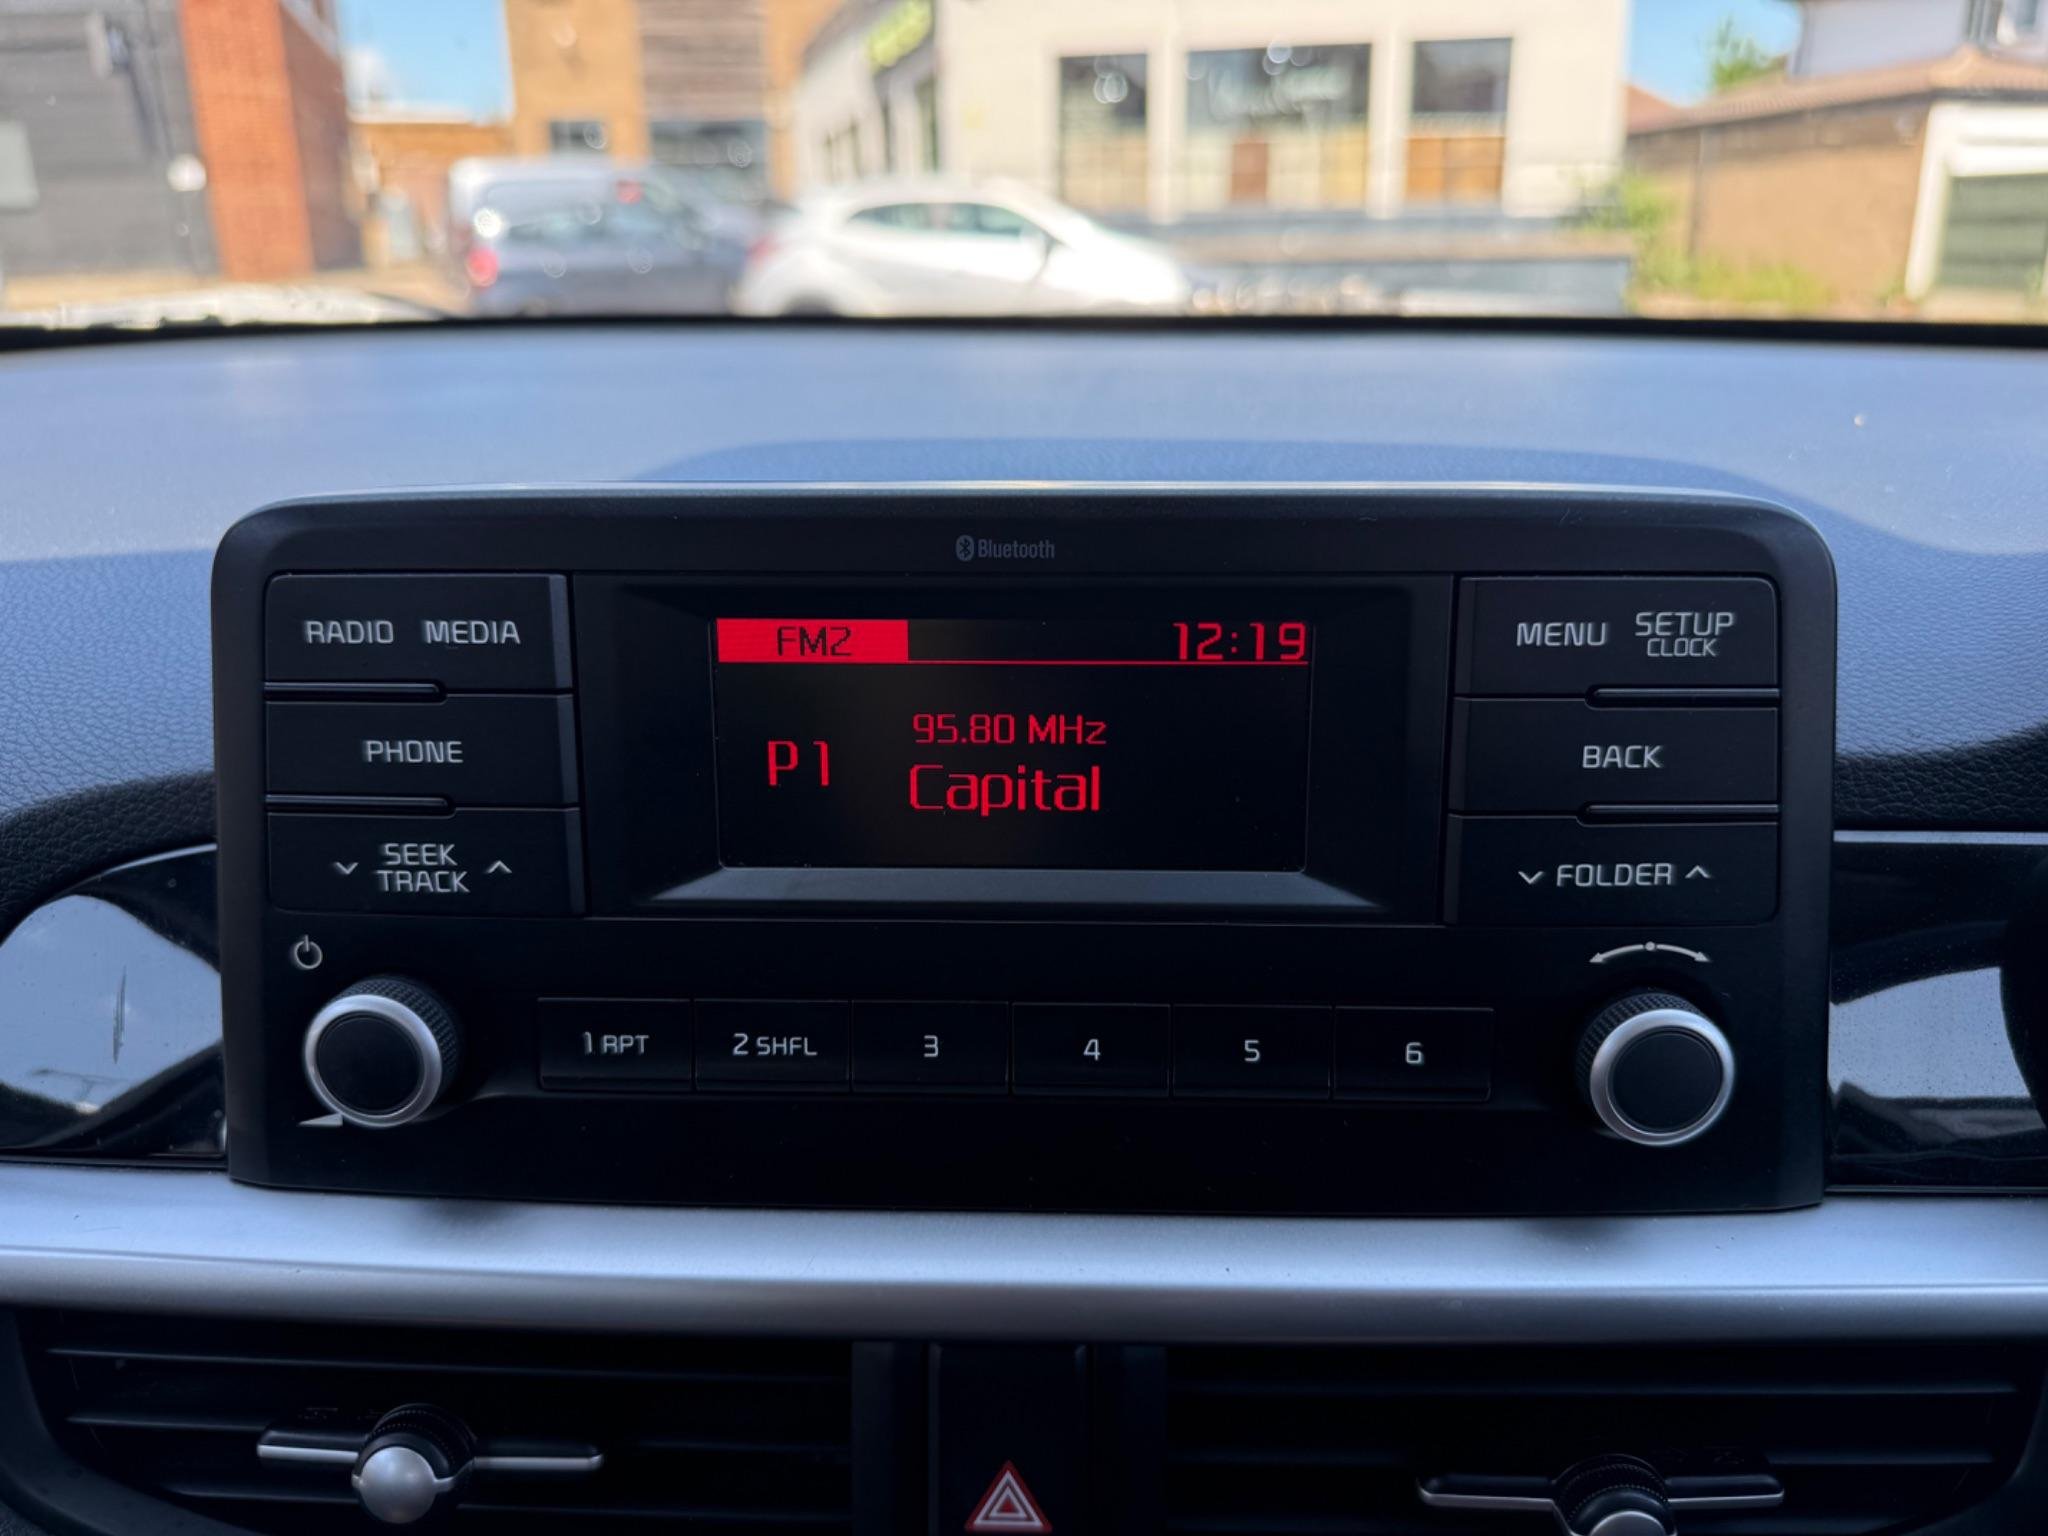 Bluetooth
RADIO MEDIA
FM2 12:19
MENU SETUP
CLOCK
95.80 MHz
PHONE
P1
Capital
BACK
SEEK
TRACK
FOLDER
1 RPT 2 SHFL 3 4 5 6